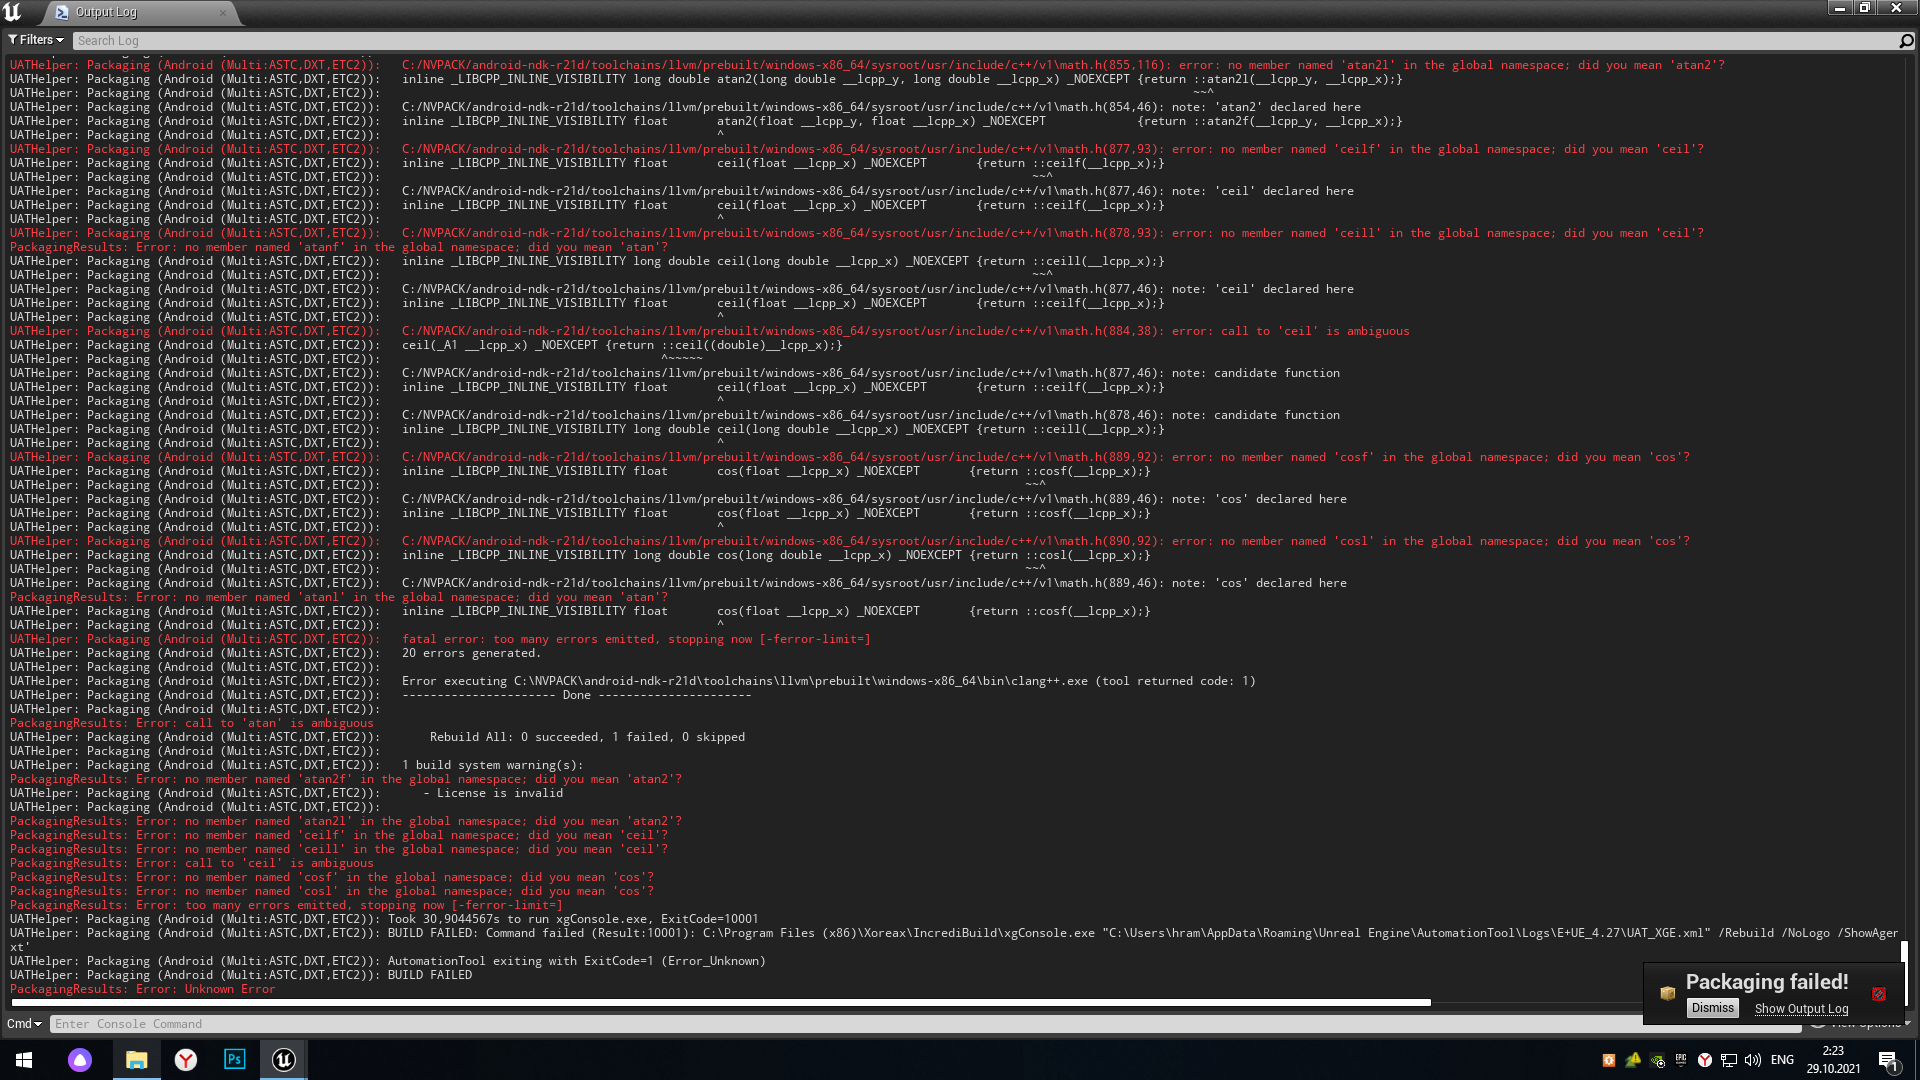 Output Log
Filters
Search Log
UATHelper: Packaging (Android (Multi:ASTC,DXT,ETC2)):   C:/NVPACK/android-ndk-r21d/toolchains/llvm/prebuilt/windows-x86_64/sysroot/usr/include/c++/v1\math.h(855,116): error: no member named 'atan2l' in the global namespace; did you mean 'atan2'?
UATHelper: Packaging (Android (Multi:ASTC,DXT,ETC2)):   inline _LIBCPP_INLINE_VISIBILITY long double atan2(long double __lcpp_y, long double __lcpp_x) _NOEXCEPT {return ::atan2l(__lcpp_y, __lcpp_x);}
UATHelper: Packaging (Android (Multi:ASTC,DXT,ETC2)):   ~~^
UATHelper: Packaging (Android (Multi:ASTC,DXT,ETC2)):   C:/NVPACK/android-ndk-r21d/toolchains/llvm/prebuilt/windows-x86_64/sysroot/usr/include/c++/v1\math.h(854,46): note: 'atan2' declared here
UATHelper: Packaging (Android (Multi:ASTC,DXT,ETC2)):   inline _LIBCPP_INLINE_VISIBILITY float       atan2(float __lcpp_y, float __lcpp_x) _NOEXCEPT             {return ::atan2f(__lcpp_y, __lcpp_x);}
UATHelper: Packaging (Android (Multi:ASTC,DXT,ETC2)):   ^
UATHelper: Packaging (Android (Multi:ASTC,DXT,ETC2)):   C:/NVPACK/android-ndk-r21d/toolchains/llvm/prebuilt/windows-x86_64/sysroot/usr/include/c++/v1\math.h(877,93): error: no member named 'ceilf' in the global namespace; did you mean 'ceil'?
UATHelper: Packaging (Android (Multi:ASTC,DXT,ETC2)):   inline _LIBCPP_INLINE_VISIBILITY float       ceil(float __lcpp_x) _NOEXCEPT       {return ::ceilf(__lcpp_x);}
UATHelper: Packaging (Android (Multi:ASTC,DXT,ETC2)):   ~~^
UATHelper: Packaging (Android (Multi:ASTC,DXT,ETC2)):   C:/NVPACK/android-ndk-r21d/toolchains/llvm/prebuilt/windows-x86_64/sysroot/usr/include/c++/v1\math.h(877,46): note: 'ceil' declared here
UATHelper: Packaging (Android (Multi:ASTC,DXT,ETC2)):   inline _LIBCPP_INLINE_VISIBILITY float       ceil(float __lcpp_x) _NOEXCEPT       {return ::ceilf(__lcpp_x);}
UATHelper: Packaging (Android (Multi:ASTC,DXT,ETC2)):   ^
UATHelper: Packaging (Android (Multi:ASTC,DXT,ETC2)):   C:/NVPACK/android-ndk-r21d/toolchains/llvm/prebuilt/windows-x86_64/sysroot/usr/include/c++/v1\math.h(878,93): error: no member named 'ceill' in the global namespace; did you mean 'ceil'?
PackagingResults: Error: no member named 'atanf' in the global namespace; did you mean 'atan'?
UATHelper: Packaging (Android (Multi:ASTC,DXT,ETC2)):   inline _LIBCPP_INLINE_VISIBILITY long double ceil(long double __lcpp_x) _NOEXCEPT {return ::ceill(__lcpp_x);}
UATHelper: Packaging (Android (Multi:ASTC,DXT,ETC2)):   ~~^
UATHelper: Packaging (Android (Multi:ASTC,DXT,ETC2)):   C:/NVPACK/android-ndk-r21d/toolchains/llvm/prebuilt/windows-x86_64/sysroot/usr/include/c++/v1\math.h(877,46): note: 'ceil' declared here
UATHelper: Packaging (Android (Multi:ASTC,DXT,ETC2)):   inline _LIBCPP_INLINE_VISIBILITY float       ceil(float __lcpp_x) _NOEXCEPT       {return ::ceilf(__lcpp_x);}
UATHelper: Packaging (Android (Multi:ASTC,DXT,ETC2)):   ^
UATHelper: Packaging (Android (Multi:ASTC,DXT,ETC2)):   C:/NVPACK/android-ndk-r21d/toolchains/llvm/prebuilt/windows-x86_64/sysroot/usr/include/c++/v1\math.h(884,38): error: call to 'ceil' is ambiguous
UATHelper: Packaging (Android (Multi:ASTC,DXT,ETC2)):   ceil(_A1 __lcpp_x) _NOEXCEPT {return ::ceil((double)__lcpp_x);}
UATHelper: Packaging (Android (Multi:ASTC,DXT,ETC2)):   ^~~~~~
UATHelper: Packaging (Android (Multi:ASTC,DXT,ETC2)):   C:/NVPACK/android-ndk-r21d/toolchains/llvm/prebuilt/windows-x86_64/sysroot/usr/include/c++/v1\math.h(877,46): note: candidate function
UATHelper: Packaging (Android (Multi:ASTC,DXT,ETC2)):   inline _LIBCPP_INLINE_VISIBILITY float       ceil(float __lcpp_x) _NOEXCEPT       {return ::ceilf(__lcpp_x);}
UATHelper: Packaging (Android (Multi:ASTC,DXT,ETC2)):   ^
UATHelper: Packaging (Android (Multi:ASTC,DXT,ETC2)):   C:/NVPACK/android-ndk-r21d/toolchains/llvm/prebuilt/windows-x86_64/sysroot/usr/include/c++/v1\math.h(878,46): note: candidate function
UATHelper: Packaging (Android (Multi:ASTC,DXT,ETC2)):   inline _LIBCPP_INLINE_VISIBILITY long double ceil(long double __lcpp_x) _NOEXCEPT {return ::ceill(__lcpp_x);}
UATHelper: Packaging (Android (Multi:ASTC,DXT,ETC2)):   ^
UATHelper: Packaging (Android (Multi:ASTC,DXT,ETC2)):   C:/NVPACK/android-ndk-r21d/toolchains/llvm/prebuilt/windows-x86_64/sysroot/usr/include/c++/v1\math.h(889,92): error: no member named 'cosf' in the global namespace; did you mean 'cos'?
UATHelper: Packaging (Android (Multi:ASTC,DXT,ETC2)):   inline _LIBCPP_INLINE_VISIBILITY float       cos(float __lcpp_x) _NOEXCEPT       {return ::cosf(__lcpp_x);}
UATHelper: Packaging (Android (Multi:ASTC,DXT,ETC2)):   ~~^
UATHelper: Packaging (Android (Multi:ASTC,DXT,ETC2)):   C:/NVPACK/android-ndk-r21d/toolchains/llvm/prebuilt/windows-x86_64/sysroot/usr/include/c++/v1\math.h(889,46): note: 'cos' declared here
UATHelper: Packaging (Android (Multi:ASTC,DXT,ETC2)):   inline _LIBCPP_INLINE_VISIBILITY float       cos(float __lcpp_x) _NOEXCEPT       {return ::cosf(__lcpp_x);}
UATHelper: Packaging (Android (Multi:ASTC,DXT,ETC2)):   ^
UATHelper: Packaging (Android (Multi:ASTC,DXT,ETC2)):   C:/NVPACK/android-ndk-r21d/toolchains/llvm/prebuilt/windows-x86_64/sysroot/usr/include/c++/v1\math.h(890,92): error: no member named 'cosl' in the global namespace; did you mean 'cos'?
UATHelper: Packaging (Android (Multi:ASTC,DXT,ETC2)):   inline _LIBCPP_INLINE_VISIBILITY long double cos(long double __lcpp_x) _NOEXCEPT {return ::cosl(__lcpp_x);}
UATHelper: Packaging (Android (Multi:ASTC,DXT,ETC2)):   ~~^
UATHelper: Packaging (Android (Multi:ASTC,DXT,ETC2)):   C:/NVPACK/android-ndk-r21d/toolchains/llvm/prebuilt/windows-x86_64/sysroot/usr/include/c++/v1\math.h(889,46): note: 'cos' declared here
PackagingResults: Error: no member named 'atanl' in the global namespace; did you mean 'atan'?
UATHelper: Packaging (Android (Multi:ASTC,DXT,ETC2)):   inline _LIBCPP_INLINE_VISIBILITY float       cos(float __lcpp_x) _NOEXCEPT       {return ::cosf(__lcpp_x);}
UATHelper: Packaging (Android (Multi:ASTC,DXT,ETC2)):   ^
UATHelper: Packaging (Android (Multi:ASTC,DXT,ETC2)):   fatal error: too many errors emitted, stopping now [-ferror-limit=]
UATHelper: Packaging (Android (Multi:ASTC,DXT,ETC2)):   20 errors generated.
UATHelper: Packaging (Android (Multi:ASTC,DXT,ETC2)):
UATHelper: Packaging (Android (Multi:ASTC,DXT,ETC2)):   Error executing C:\NVPACK\android-ndk-r21d\toolchains\llvm\prebuilt\windows-x86_64\bin\clang++.exe (tool returned code: 1)
UATHelper: Packaging (Android (Multi:ASTC,DXT,ETC2)):   ---------------------- Done ----------------------
UATHelper: Packaging (Android (Multi:ASTC,DXT,ETC2)):
PackagingResults: Error: call to 'atan' is ambiguous
UATHelper: Packaging (Android (Multi:ASTC,DXT,ETC2)):       Rebuild All: 0 succeeded, 1 failed, 0 skipped
UATHelper: Packaging (Android (Multi:ASTC,DXT,ETC2)):
UATHelper: Packaging (Android (Multi:ASTC,DXT,ETC2)):   1 build system warning(s):
PackagingResults: Error: no member named 'atan2f' in the global namespace; did you mean 'atan2'?
UATHelper: Packaging (Android (Multi:ASTC,DXT,ETC2)):      - License is invalid
UATHelper: Packaging (Android (Multi:ASTC,DXT,ETC2)):
PackagingResults: Error: no member named 'atan2l' in the global namespace; did you mean 'atan2'?
PackagingResults: Error: no member named 'ceilf' in the global namespace; did you mean 'ceil'?
PackagingResults: Error: no member named 'ceill' in the global namespace; did you mean 'ceil'?
PackagingResults: Error: call to 'ceil' is ambiguous
PackagingResults: Error: no member named 'cosf' in the global namespace; did you mean 'cos'?
PackagingResults: Error: no member named 'cosl' in the global namespace; did you mean 'cos'?
PackagingResults: Error: too many errors emitted, stopping now [-ferror-limit=]
UATHelper: Packaging (Android (Multi:ASTC,DXT,ETC2)): Took 30,9044567s to run xgConsole.exe, ExitCode=10001
UATHelper: Packaging (Android (Multi:ASTC,DXT,ETC2)): BUILD FAILED: Command failed (Result:10001): C:\Program Files (x86)\Xoreax\IncrediBuild\xgConsole.exe "C:\Users\hram\AppData\Roaming\Unreal Engine\AutomationTool\Logs\E+UE_4.27\UAT_XGE.xml" /Rebuild /NoLogo /ShowAger
xt'
UATHelper: Packaging (Android (Multi:ASTC,DXT,ETC2)): AutomationTool exiting with ExitCode=1 (Error_Unknown)
UATHelper: Packaging (Android (Multi:ASTC,DXT,ETC2)): BUILD FAILED
PackagingResults: Error: Unknown Error
Packaging failed!
Dismiss
Show Output Log
Cmd
Enter Console Command
View Options
Ps
EPIC
ENG
2:23
29.10.2021
1